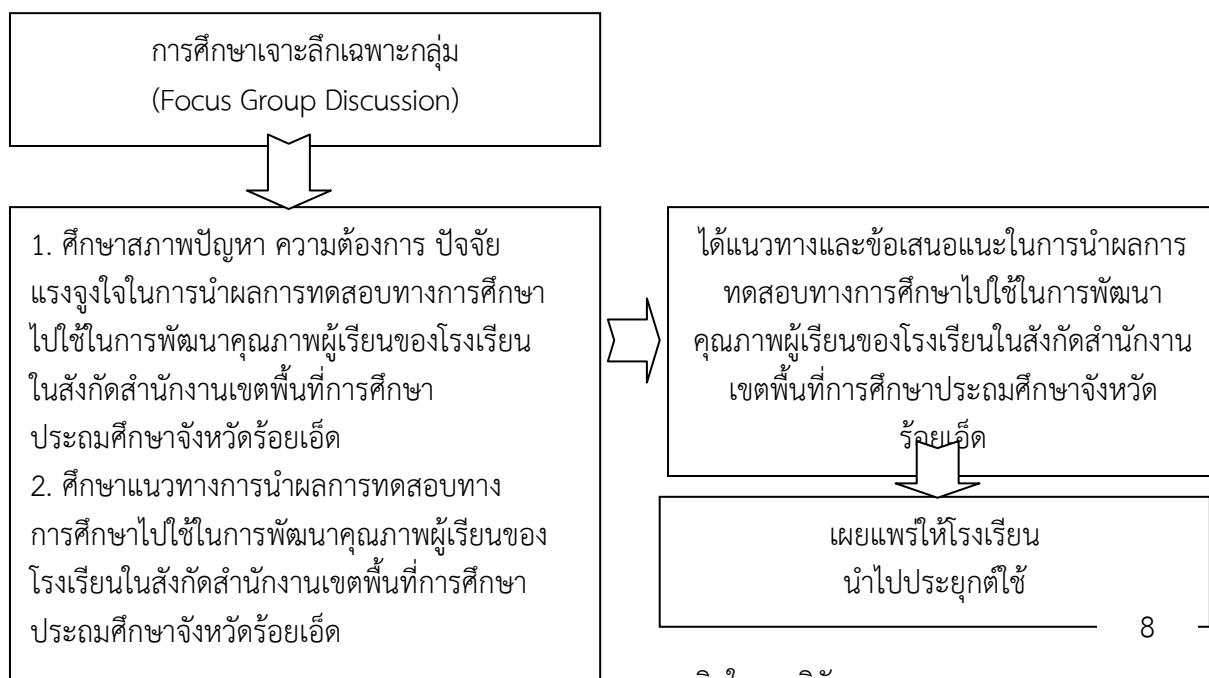 การศึกษาเจาะลึกเฉพาะกลุ่ม
(Focus Group Discussion)
1. ศึกษาสภาพปัญหา ความต้องการ ปัจจัย
แรงจูงใจในการนำผลการทดสอบทางการศึกษา
ไปใช้ในการพัฒนาคุณภาพผู้เรียนของโรงเรียน
ในสังกัดสำนักงานเขตพื้นที่การศึกษา
ประถมศึกษาจังหวัดร้อยเอ็ด
2. ศึกษาแนวทางการนำผลการทดสอบทาง
การศึกษาไปใช้ในการพัฒนาคุณภาพผู้เรียนของ
โรงเรียนในสังกัดสำนักงานเขตพื้นที่การศึกษา
ประถมศึกษาจังหวัดร้อยเอ็ด
ได้แนวทางและข้อเสนอแนะในการนำผลการ
ทดสอบทางการศึกษาไปใช้ในการพัฒนา
คุณภาพผู้เรียนของโรงเรียนในสังกัดสำนักงาน
เขตพื้นที่การศึกษาประถมศึกษาจังหวัด
ร้อยเอ็ด
เผยแพร่ให้โรงเรียน
นำไปประยุกต์ใช้
8